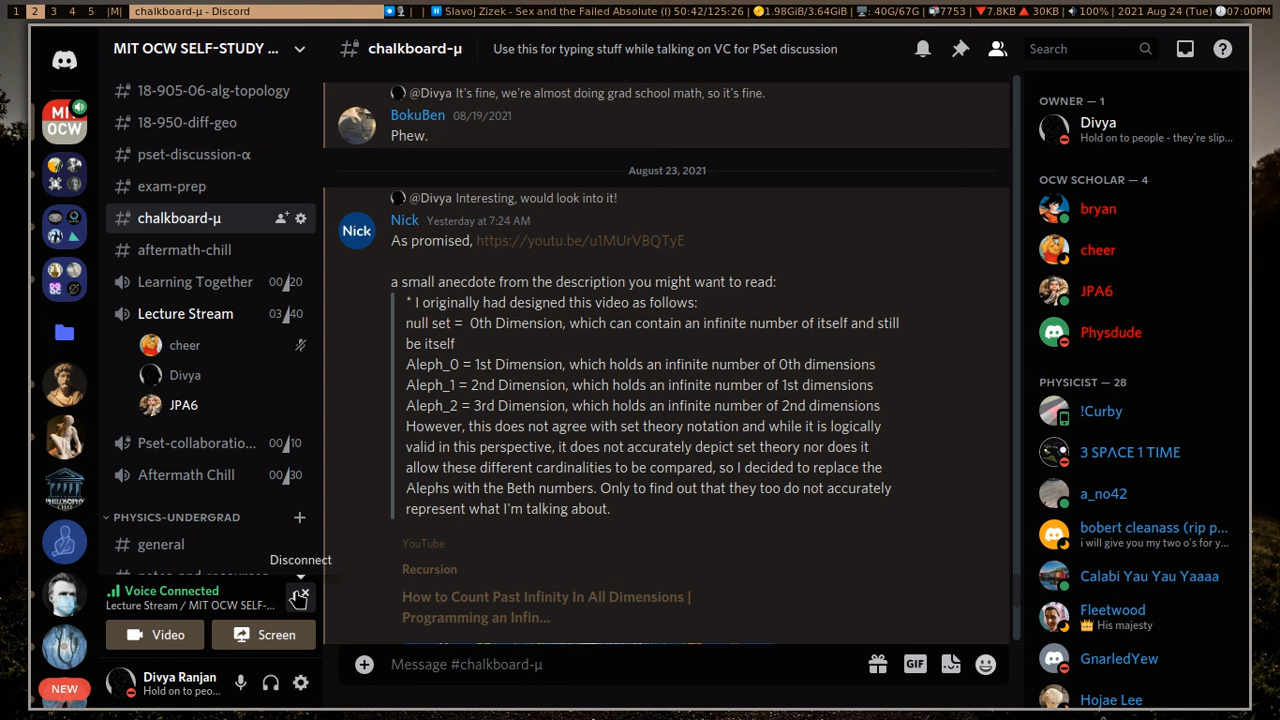 1 2 3 4 5 |M| chalkboard-μ - Discord Slavoj Zizek - Sex and the Failed Absolute (I) 50:42/125:26 1.98GiB/3.64GiB 40G/67G 7753 7.8KB 30KB 100% 2021 Aug 24 (Tue) 07:00PM
MIT OCW SELF-STUDY ...
18-905-06-alg-topology
18-950-diff-geo
pset-discussion-α
exam-prep
chalkboard-μ
aftermath-chill
Learning Together 00 20
Lecture Stream 03 40
cheer
Divya
JPA6
Pset-collaboratio... 00 10
Aftermath Chill 00 30
PHYSICS-UNDERGRAD
general
Disconnect
Voice Connected
Lecture Stream / MIT OCW SELF-...
Video Screen
Divya Ranjan
Hold on to peo...
MI. OCW
NEW
PHILOSOPHY
chalkboard-μ Use this for typing stuff while talking on VC for PSet discussion
Search
@Divya It's fine, we're almost doing grad school math, so it's fine.
BokuBen 08/19/2021
Phew.
August 23, 2021
@Divya Interesting, would look into it!
Nick
Nick Yesterday at 7:24 AM
As promised, https://youtu.be/u1MUrVBQTyE
a small anecdote from the description you might want to read:
* I originally had designed this video as follows:
null set = 0th Dimension, which can contain an infinite number of itself and still
be itself
Aleph_0 = 1st Dimension, which holds an infinite number of 0th dimensions
Aleph_1 = 2nd Dimension, which holds an infinite number of 1st dimensions
Aleph_2 = 3rd Dimension, which holds an infinite number of 2nd dimensions
However, this does not agree with set theory notation and while it is logically
valid in this perspective, it does not accurately depict set theory nor does it
allow these different cardinalities to be compared, so I decided to replace the
Alephs with the Beth numbers. Only to find out that they too do not accurately
represent what I'm talking about.
YouTube
Recursion
How to Count Past Infinity In All Dimensions |
Programming an Infin...
Message #chalkboard-μ
GIF
OWNER — 1
Divya
Hold on to people - they're slip...
OCW SCHOLAR — 4
bryan
cheer
JPA6
Physdude
PHYSICIST — 28
!Curby
3 SPΛCE 1 TIME
a_no42
bobert cleanass (rip p...
i will give you my two o's for y...
Calabi Yau Yau Yaaaa
Fleetwood
His majesty
GnarledYew
Hojae Lee